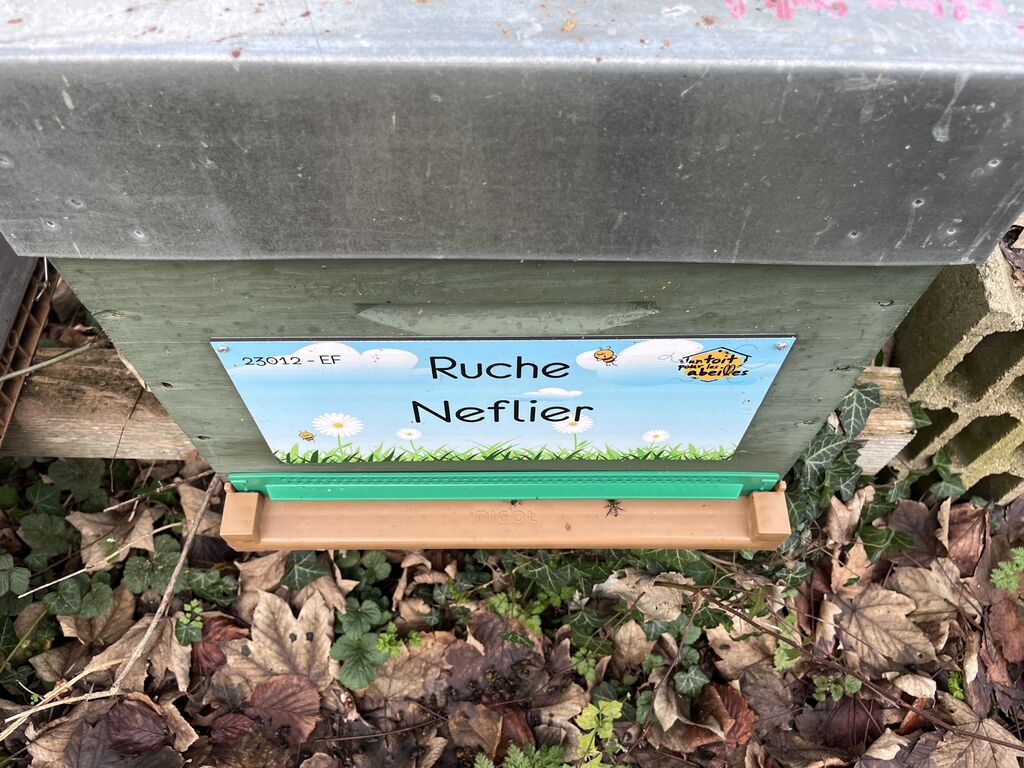 23012 - EF
Ruche
Neflier
un toit
pour les
abeilles
nicot